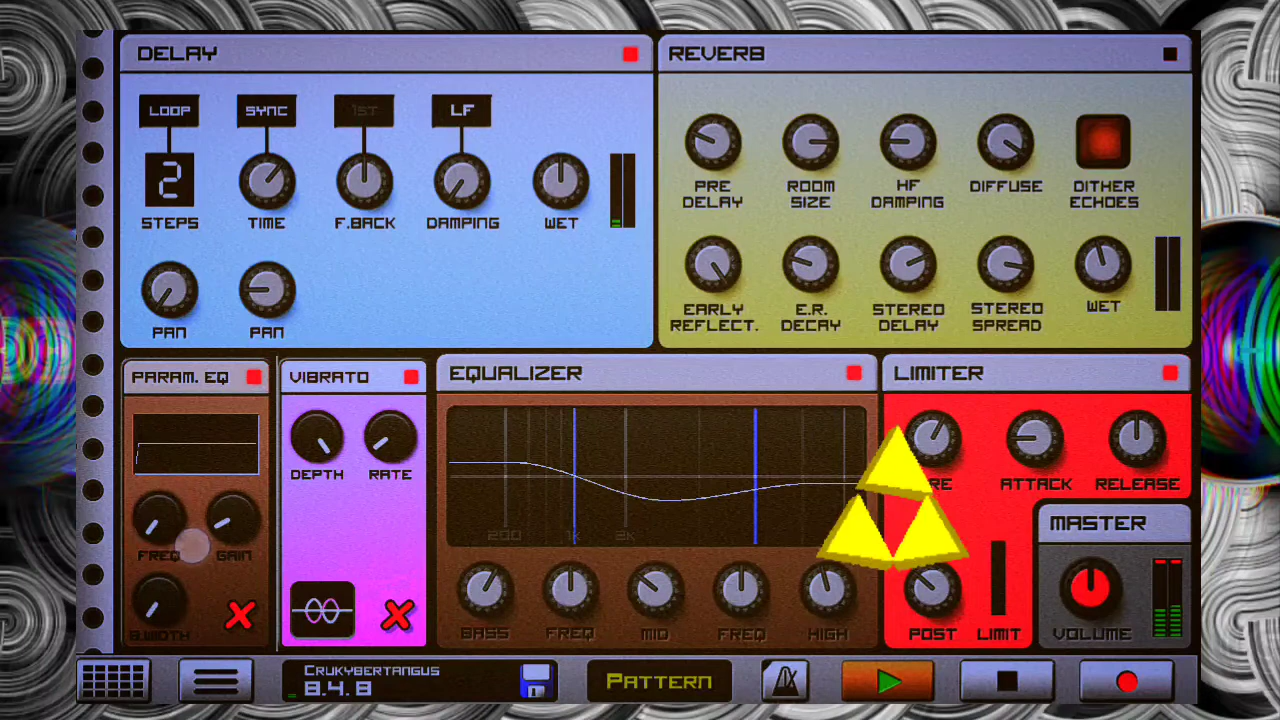 DELAY
REVERB
LOOP SYNC 1ST LF
2
STEPS TIME F.BACK DAMPING WET
PAN PAN
PRE DELAY ROOM SIZE HF DAMPING DIFFUSE DITHER ECHOES
EARLY REFLECT. E.R. DECAY STEREO DELAY STEREO SPREAD WET
PARAM. EQ
VIBRATO
EQUALIZER
LIMITER
DEPTH RATE
FREQ GAIN
B.WIDTH
200 1K 2K
BASS FREQ MID FREQ HIGH
ATTACK RELEASE
POST LIMIT
MASTER
VOLUME
CRUKYBERTANGUS
8.4.8
PATTERN